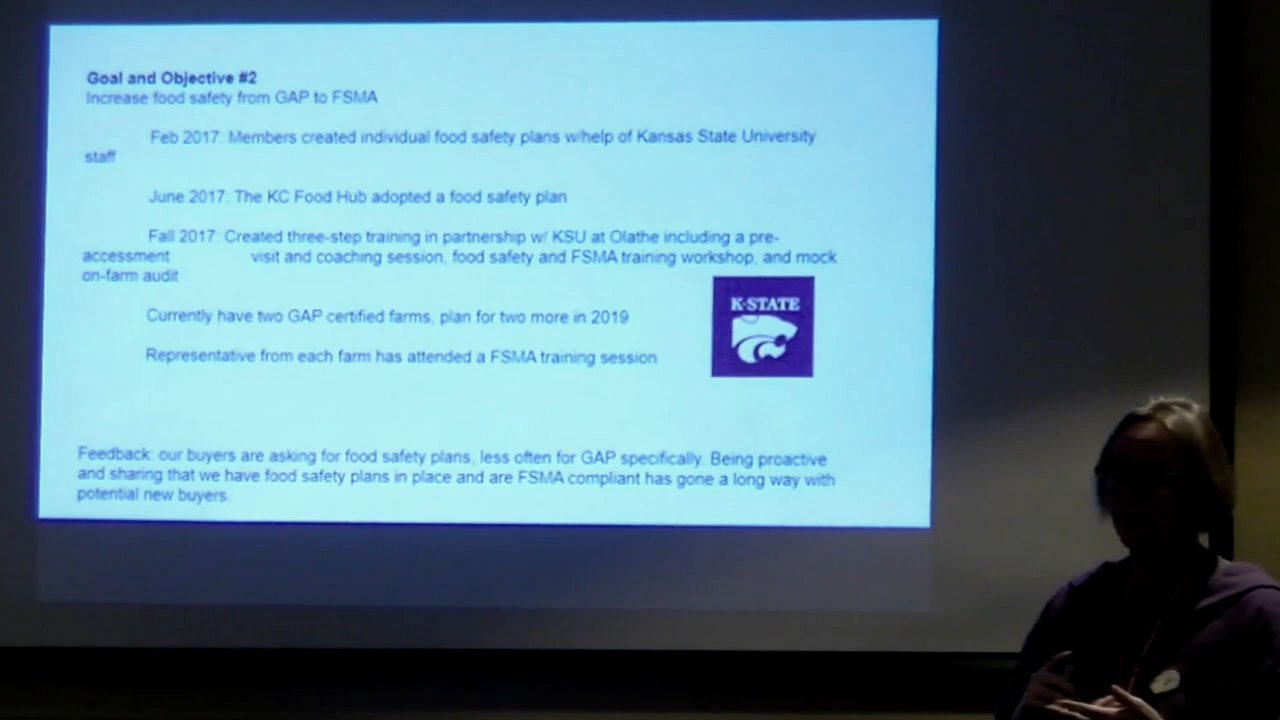 Goal and Objective #2
Increase food safety from GAP to FSMA
Feb 2017: Members created individual food safety plans w/help of Kansas State University
staff
June 2017: The KC Food Hub adopted a food safety plan
Fall 2017: Created three-step training in partnership w/ KSU at Olathe including a pre-
accessment visit and coaching session, food safety and FSMA training workshop, and mock
on-farm audit
Currently have two GAP certified farms, plan for two more in 2019
K-STATE
Representative from each farm has attended a FSMA training session
Feedback: our buyers are asking for food safety plans, less often for GAP specifically. Being proactive
and sharing that we have food safety plans in place and are FSMA compliant has gone a long way with
potential new buyers.